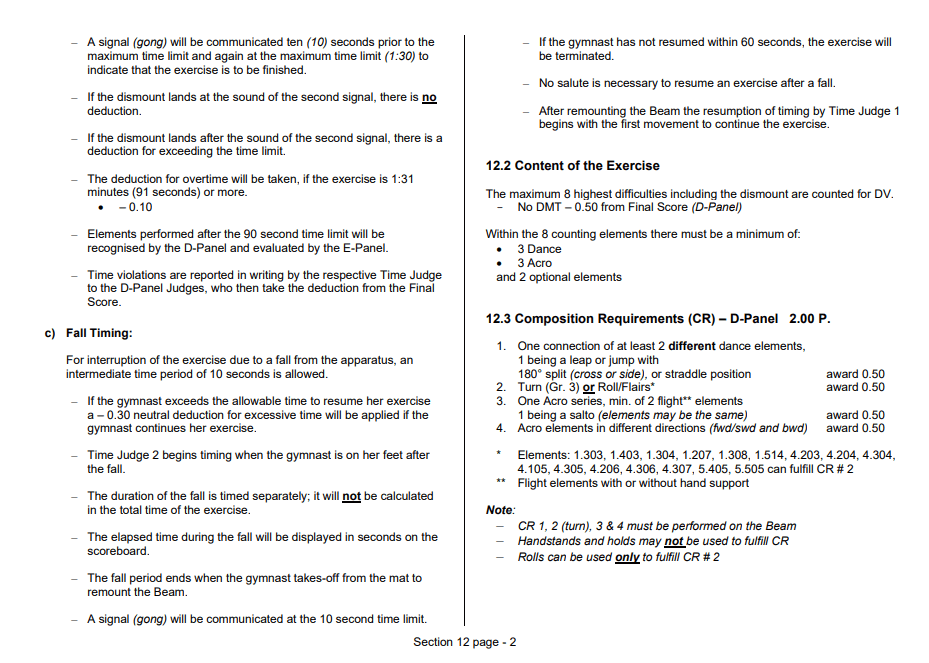 – A signal (gong) will be communicated ten (10) seconds prior to the
maximum time limit and again at the maximum time limit (1:30) to
indicate that the exercise is to be finished.
– If the dismount lands at the sound of the second signal, there is no
deduction.
– If the dismount lands after the sound of the second signal, there is a
deduction for exceeding the time limit.
– The deduction for overtime will be taken, if the exercise is 1:31
minutes (91 seconds) or more.
• – 0.10
– Elements performed after the 90 second time limit will be
recognised by the D-Panel and evaluated by the E-Panel.
– Time violations are reported in writing by the respective Time Judge
to the D-Panel Judges, who then take the deduction from the Final
Score.
c) Fall Timing:
For interruption of the exercise due to a fall from the apparatus, an
intermediate time period of 10 seconds is allowed.
– If the gymnast exceeds the allowable time to resume her exercise
a – 0.30 neutral deduction for excessive time will be applied if the
gymnast continues her exercise.
– Time Judge 2 begins timing when the gymnast is on her feet after
the fall.
– The duration of the fall is timed separately; it will not be calculated
in the total time of the exercise.
– The elapsed time during the fall will be displayed in seconds on the
scoreboard.
– The fall period ends when the gymnast takes-off from the mat to
remount the Beam.
– A signal (gong) will be communicated at the 10 second time limit.
– If the gymnast has not resumed within 60 seconds, the exercise will
be terminated.
– No salute is necessary to resume an exercise after a fall.
– After remounting the Beam the resumption of timing by Time Judge 1
begins with the first movement to continue the exercise.
12.2 Content of the Exercise
The maximum 8 highest difficulties including the dismount are counted for DV.
– No DMT – 0.50 from Final Score (D-Panel)
Within the 8 counting elements there must be a minimum of:
• 3 Dance
• 3 Acro
and 2 optional elements
12.3 Composition Requirements (CR) – D-Panel 2.00 P.
1. One connection of at least 2 different dance elements,
1 being a leap or jump with
180° split (cross or side), or straddle position award 0.50
2. Turn (Gr. 3) or Roll/Flairs* award 0.50
3. One Acro series, min. of 2 flight** elements
1 being a salto (elements may be the same) award 0.50
4. Acro elements in different directions (fwd/swd and bwd) award 0.50
* Elements: 1.303, 1.403, 1.304, 1.207, 1.308, 1.514, 4.203, 4.204, 4.304,
4.105, 4.305, 4.206, 4.306, 4.307, 5.405, 5.505 can fulfill CR # 2
** Flight elements with or without hand support
Note:
– CR 1, 2 (turn), 3 & 4 must be performed on the Beam
– Handstands and holds may not be used to fulfill CR
– Rolls can be used only to fulfill CR # 2
Section 12 page - 2